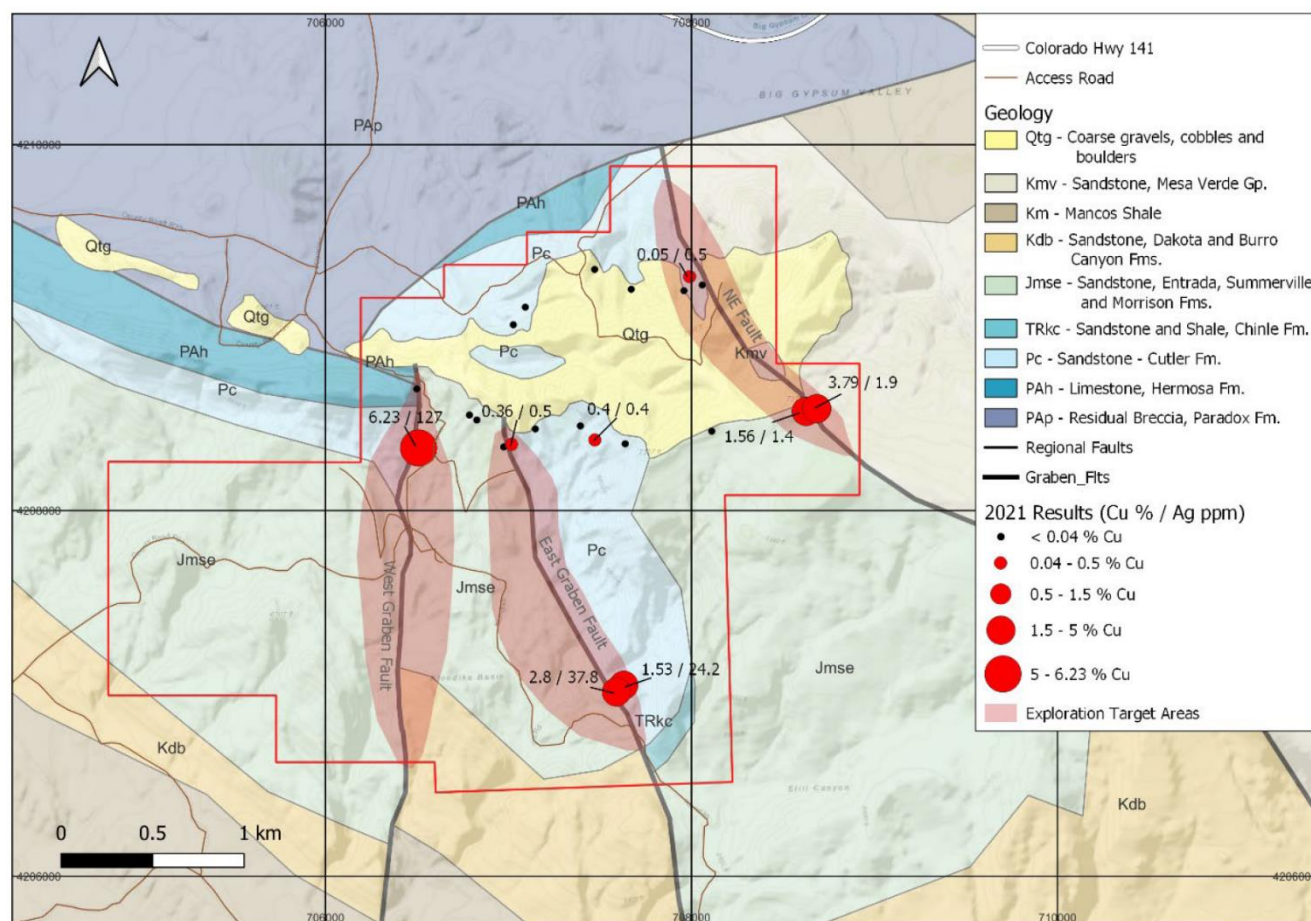 706000
708000
Big Gypsum Valley
BIG GYPSUM VALLEY
PAp
4210000
PAh
Qtg
Pc
0.05 / 0.5
NE Fault
Qtg
Qtg
Kmv
PAh
Pc
PAh
Pc
3.79 / 1.9
6.23 / 127
0.36 / 0.5
0.4 / 0.4
1.56 / 1.4
4208000
Jmse
West Graben Fault
Jmse
East Graben Fault
Pc
Jmse
2.8 / 37.8
1.53 / 24.2
Klondike Basin
TRkc
Kdb
Kdb
0
0.5
1 km
4206000
4206000
706000
708000
710000
Colorado Hwy 141
Access Road
Geology
Qtg - Coarse gravels, cobbles and
boulders
Kmv - Sandstone, Mesa Verde Gp.
Km - Mancos Shale
Kdb - Sandstone, Dakota and Burro
Canyon Fms.
Jmse - Sandstone, Entrada, Summerville
and Morrison Fms.
TRkc - Sandstone and Shale, Chinle Fm.
Pc - Sandstone - Cutler Fm.
PAh - Limestone, Hermosa Fm.
PAp - Residual Breccia, Paradox Fm.
Regional Faults
Graben_Flts
2021 Results (Cu % / Ag ppm)
< 0.04 % Cu
0.04 - 0.5 % Cu
0.5 - 1.5 % Cu
1.5 - 5 % Cu
5 - 6.23 % Cu
Exploration Target Areas